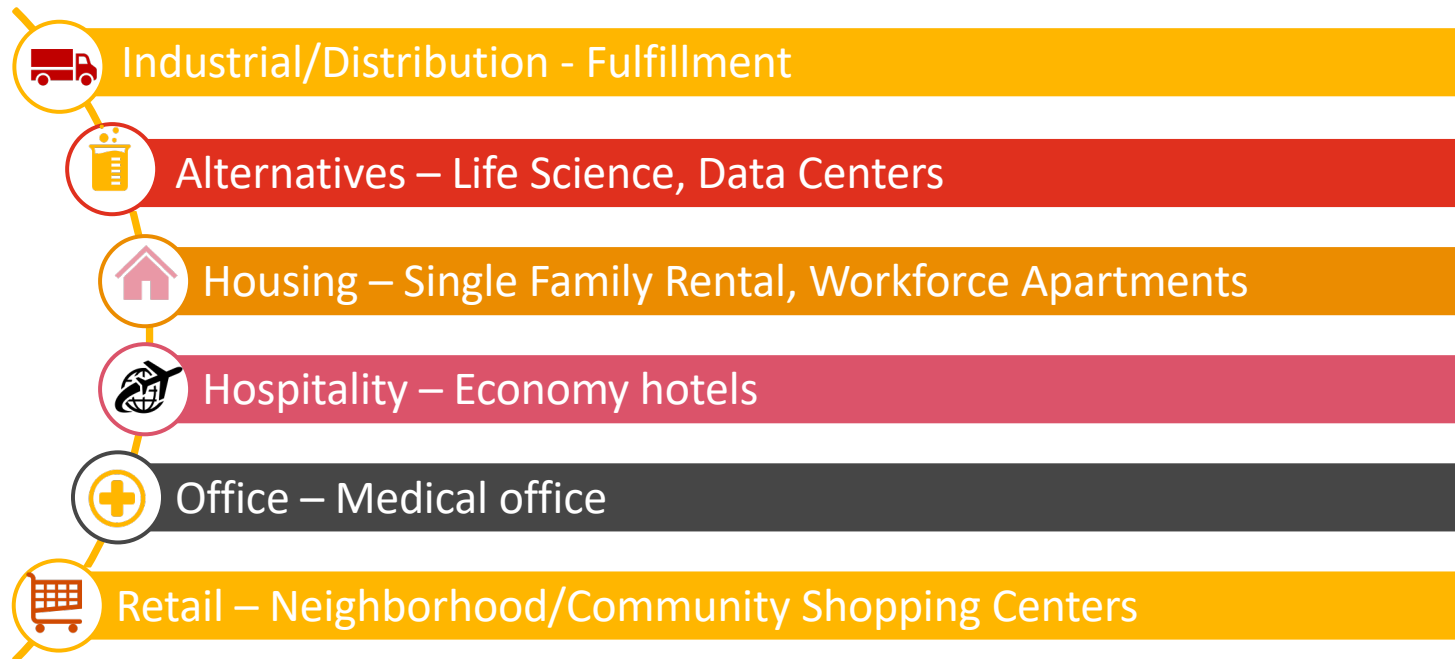 Industrial/Distribution - Fulfillment
Alternatives – Life Science, Data Centers
Housing – Single Family Rental, Workforce Apartments
Hospitality – Economy hotels
Office – Medical office
Retail – Neighborhood/Community Shopping Centers